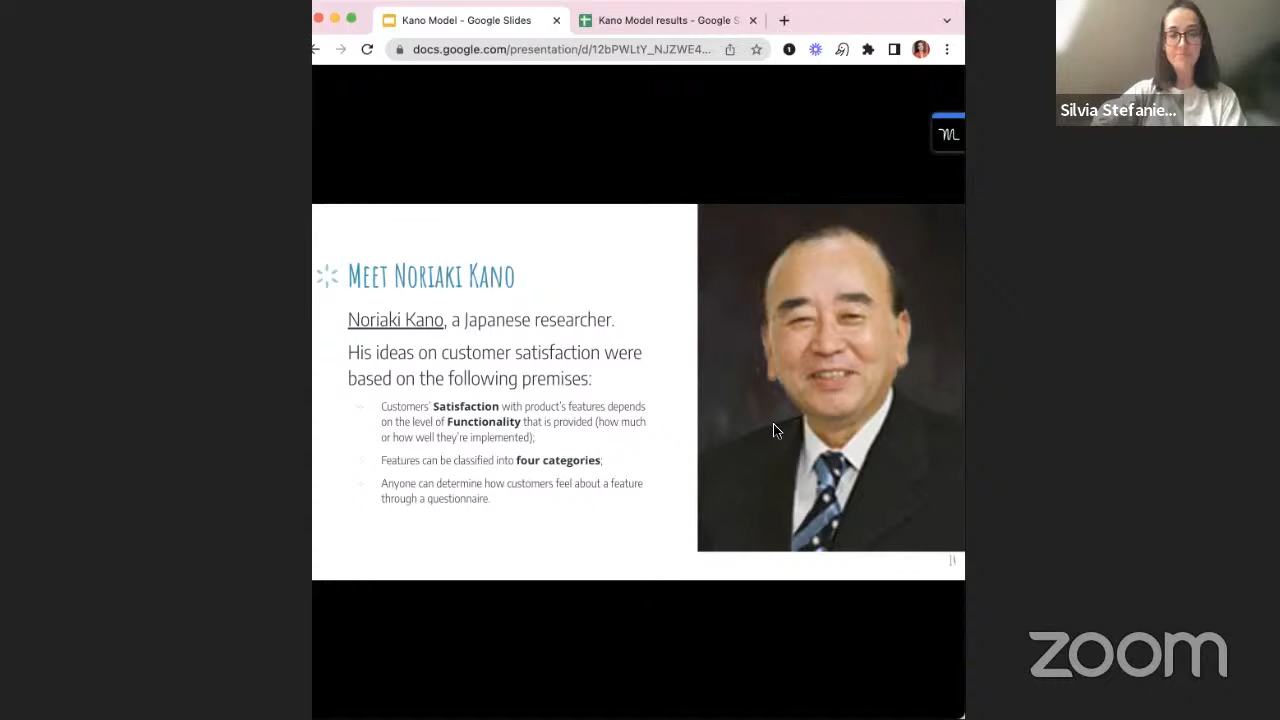 Kano Model - Google Slides
Kano Model results - Google S
docs.google.com/presentation/d/12bPWLtY_NJZWE4...
Silvia Stefanie...
MEET NORIAKI KANO
Noriaki Kano, a Japanese researcher.
His ideas on customer satisfaction were
based on the following premises:
Customers' Satisfaction with product's features depends
on the level of Functionality that is provided (how much
or how well they're implemented);
Features can be classified into four categories;
Anyone can determine how customers feel about a feature
through a questionnaire.
zoom